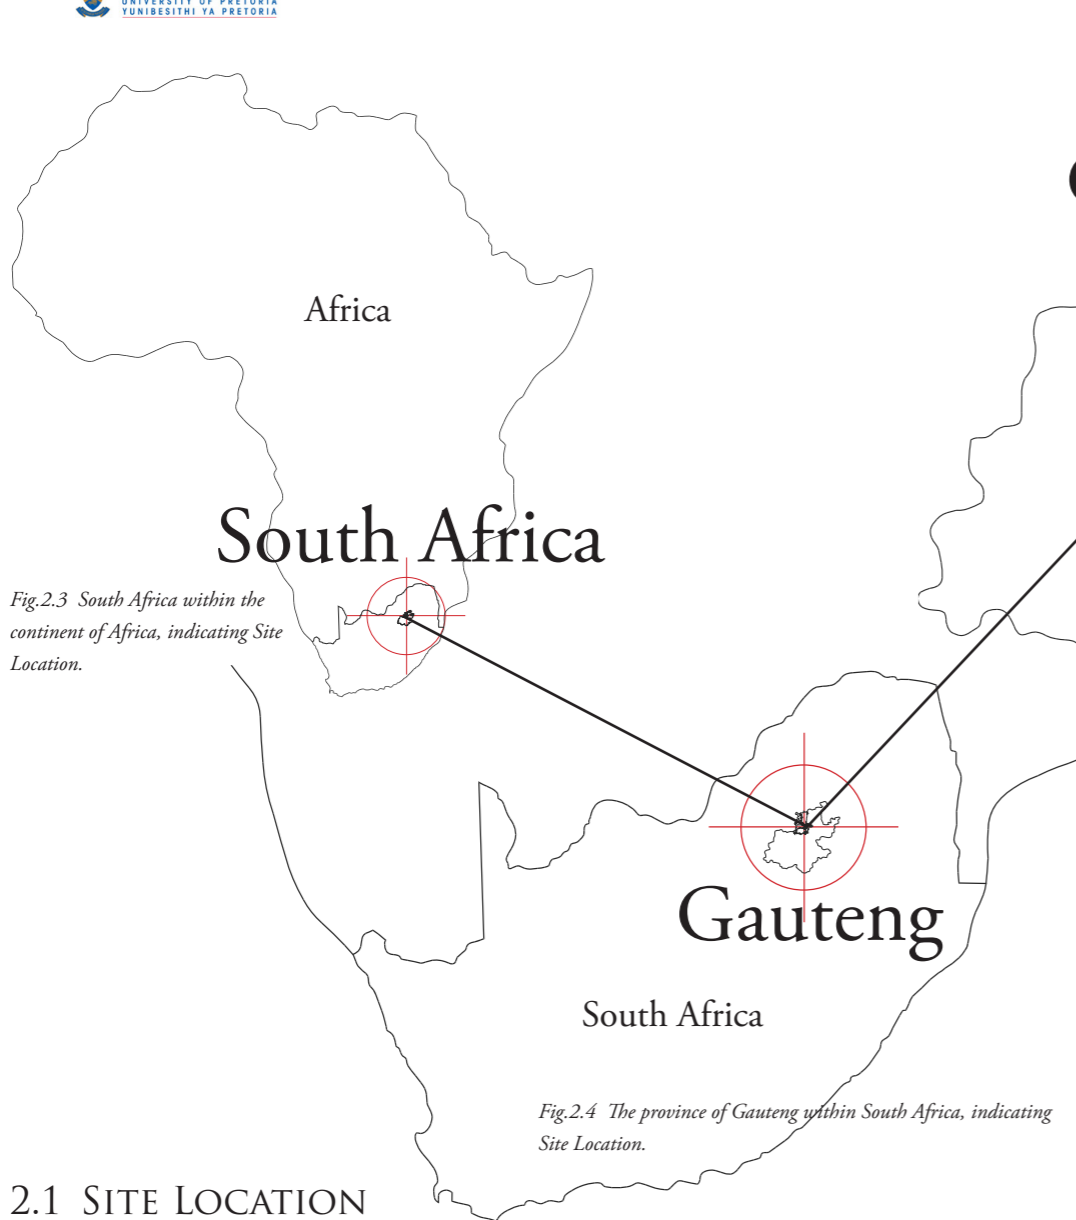 UNIVERSITY OF PRETORIA
YUNIBESITHI YA PRETORIA
Africa
South Africa
Fig.2.3 South Africa within the
continent of Africa, indicating Site
Location.
Gauteng
South Africa
Fig.2.4 The province of Gauteng within South Africa, indicating
Site Location.
2.1 Site Location